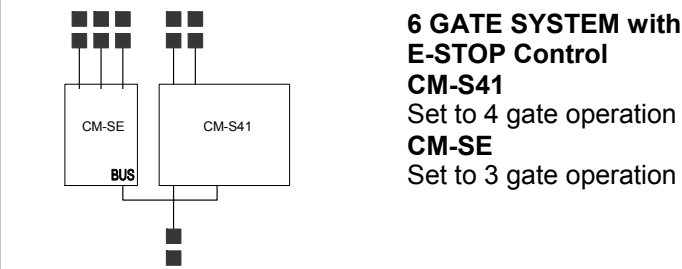 CM-SE
BUS
CM-S41
6 GATE SYSTEM with
E-STOP Control
CM-S41
Set to 4 gate operation
CM-SE
Set to 3 gate operation